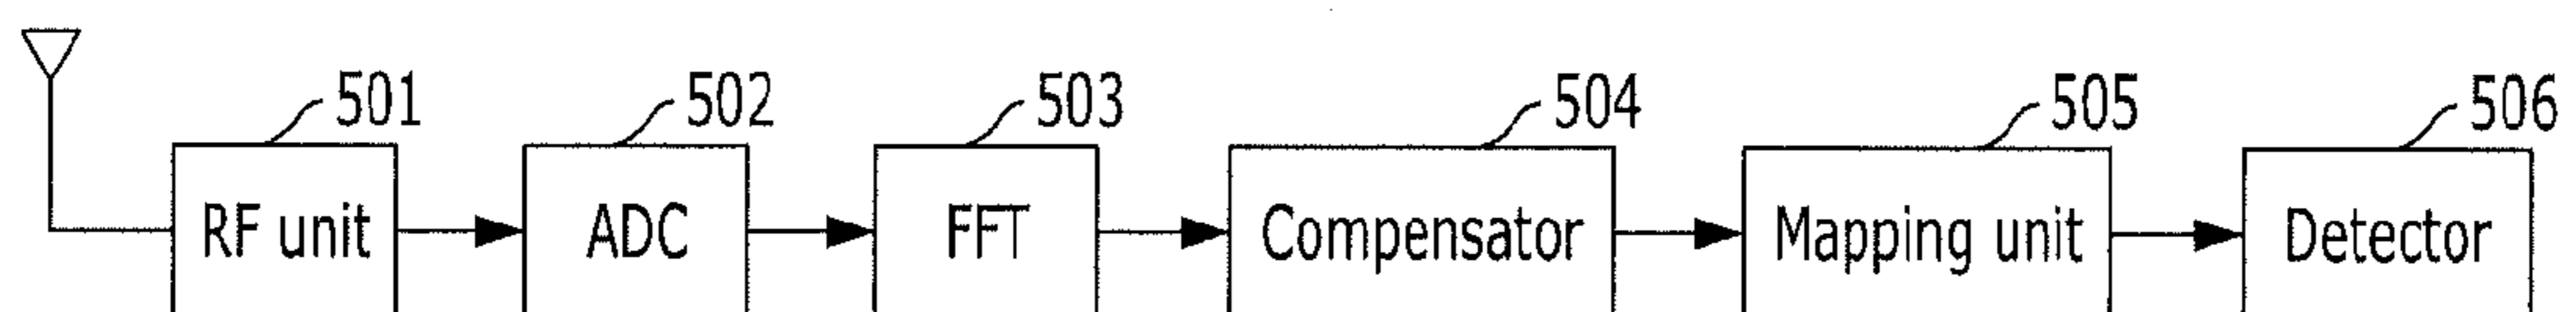 501 502 503 504 505 506
RF unit ADC FFT Compensator Mapping unit Detector